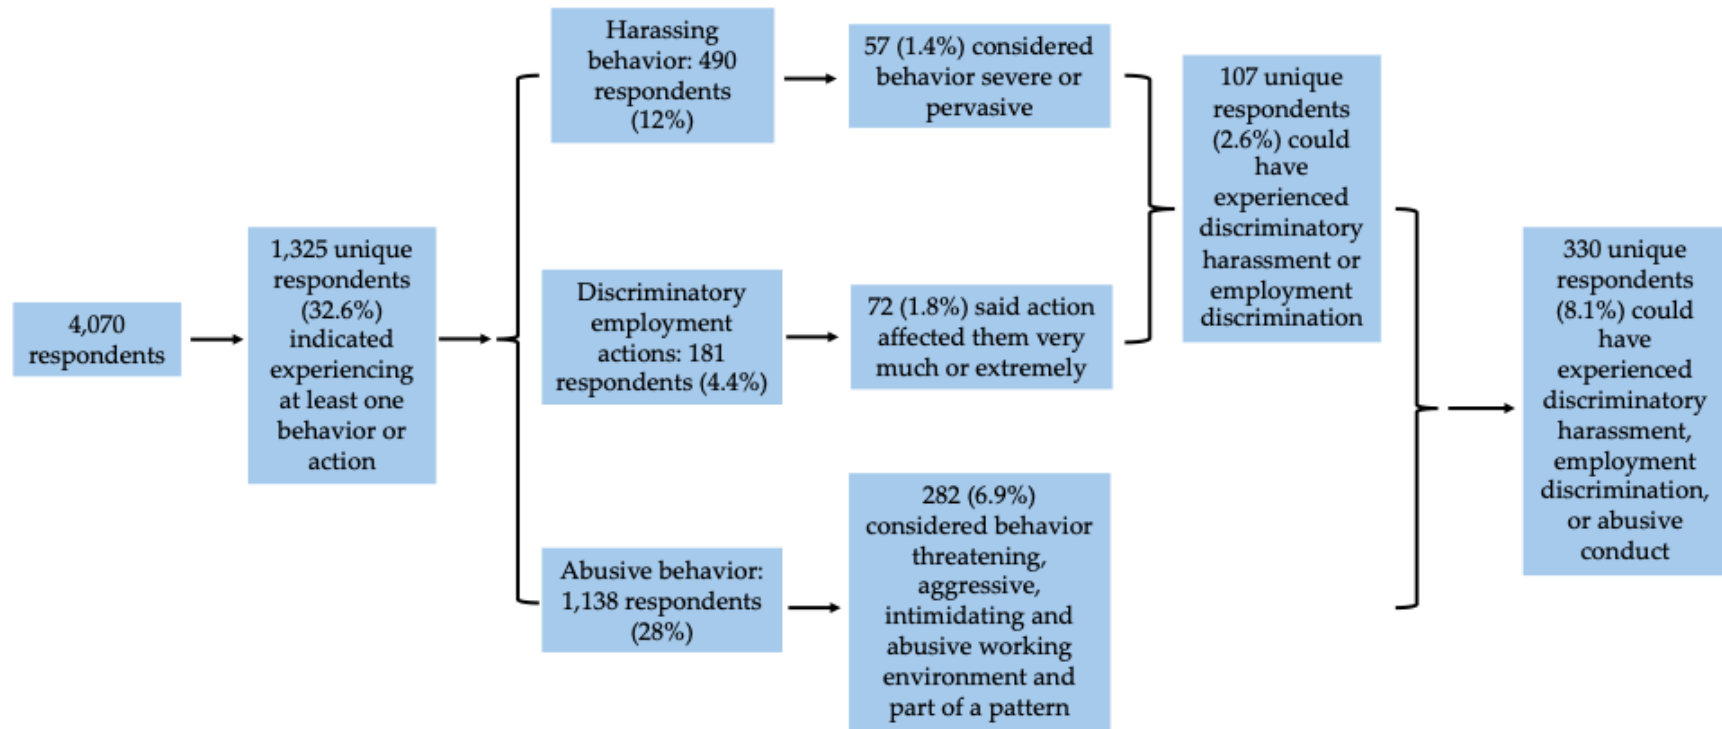 4,070
respondents
1,325 unique
respondents
(32.6%)
indicated
experiencing
at least one
behavior or
action
Harassing
behavior: 490
respondents
(12%)
57 (1.4%) considered
behavior severe or
pervasive
Discriminatory
employment
actions: 181
respondents (4.4%)
72 (1.8%) said action
affected them very
much or extremely
107 unique
respondents
(2.6%) could
have
experienced
discriminatory
harassment or
employment
discrimination
Abusive behavior:
1,138 respondents
(28%)
282 (6.9%)
considered behavior
threatening,
aggressive,
intimidating and
abusive working
environment and
part of a pattern
330 unique
respondents
(8.1%) could
have
experienced
discriminatory
harassment,
employment
discrimination,
or abusive
conduct